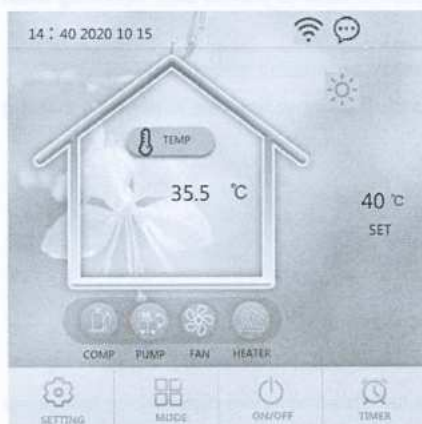 14：40 2020 10 15
TEMP
35.5 ℃
40 ℃
SET
COMP PUMP FAN HEATER
SETTING MODE ON/OFF TIMER